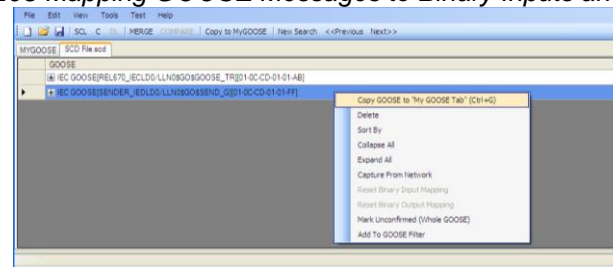 Mapping GOOSE Messages to Binary Inputs an
File Edit View Tools Test Help
SCL C DL MERGE COMPARE Copy to MyGOOSE New Search <<Previous Next>>
MYGOOSE SCD File.scd
GOOSE
IEC GOOSE[REL670_IECLD0/LLN0$GO$GOOSE_TR][01-0C-CD-01-01-AB]
IEC GOOSE[SENDER_IEDLD0/LLN0$GO$SEND_G][01-0C-CD-01-01-FF]
Copy GOOSE to "My GOOSE Tab" (Ctrl+G)
Delete
Sort By
Collapse All
Expand All
Capture From Network
Reset Binary Input Mapping
Reset Binary Output Mapping
Mark Unconfirmed (Whole GOOSE)
Add To GOOSE Filter